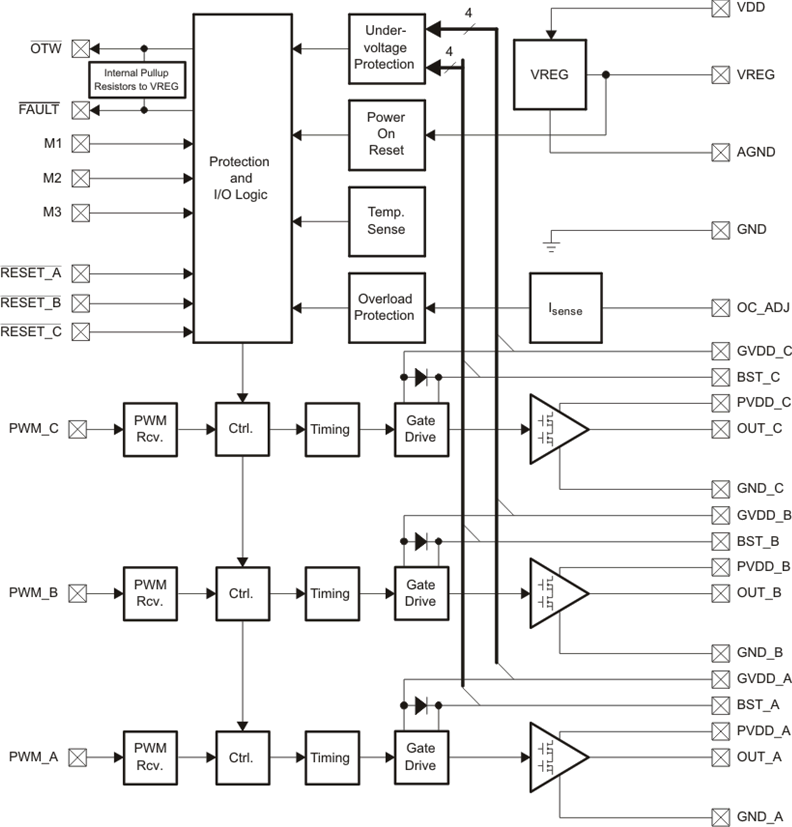 4
VDD
OTW
Under-
voltage
Protection
4
VREG
VREG
Internal Pullup
Resistors to VREG
FAULT
Power
On
Reset
M1
AGND
Protection
and
I/O Logic
M2
M3
Temp.
Sense
GND
RESET_A
RESET_B
RESET_C
Overload
Protection
Isense
OC_ADJ
GVDD_C
BST_C
PVDD_C
PWM_C
PWM
Rcv.
Ctrl.
Timing
Gate
Drive
OUT_C
GND_C
GVDD_B
BST_B
PVDD_B
PWM_B
PWM
Rcv.
Ctrl.
Timing
Gate
Drive
OUT_B
GND_B
GVDD_A
BST_A
PVDD_A
PWM_A
PWM
Rcv.
Ctrl.
Timing
Gate
Drive
OUT_A
GND_A